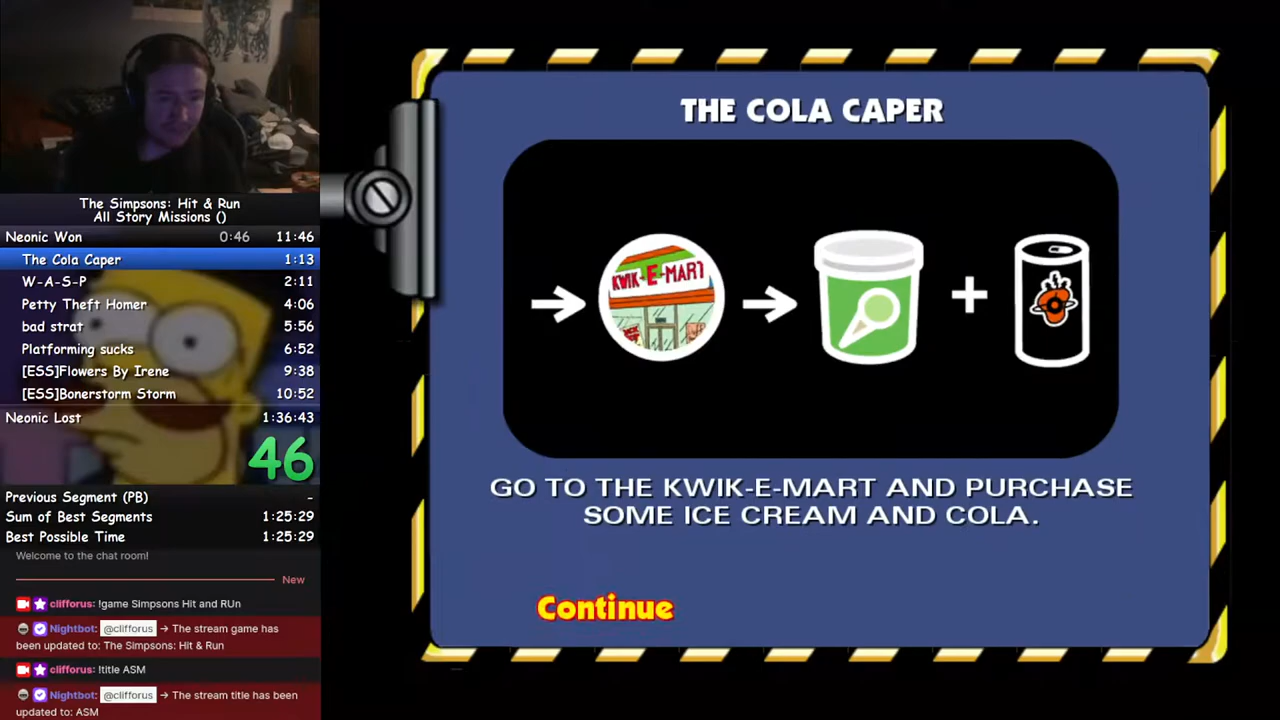 The Simpsons: Hit & Run
All Story Missions ()
Neonic Won 0:46 11:46
The Cola Caper 1:13
W-A-S-P 2:11
Petty Theft Homer 4:06
bad strat 5:56
Platforming sucks 6:52
[ESS]Flowers By Irene 9:38
[ESS]Bonerstorm Storm 10:52
Neonic Lost 1:36:43
46
Previous Segment (PB) -
Sum of Best Segments 1:25:29
Best Possible Time 1:25:29
Welcome to the chat room!
New
clifforus: !game Simpsons Hit and RUn
Nightbot: @clifforus → The stream game has
been updated to: The Simpsons: Hit & Run
clifforus: !title ASM
Nightbot: @clifforus → The stream title has been
updated to: ASM
THE COLA CAPER
KWIK-E-MART
GO TO THE KWIK-E-MART AND PURCHASE
SOME ICE CREAM AND COLA.
Continue